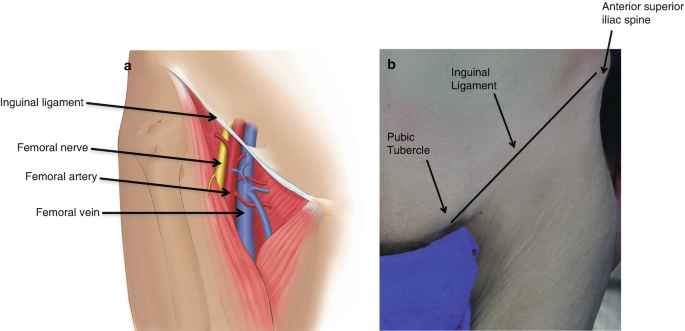 a
Inguinal ligament
Femoral nerve
Femoral artery
Femoral vein
b
Anterior superior
iliac spine
Inguinal
Ligament
Pubic
Tubercle